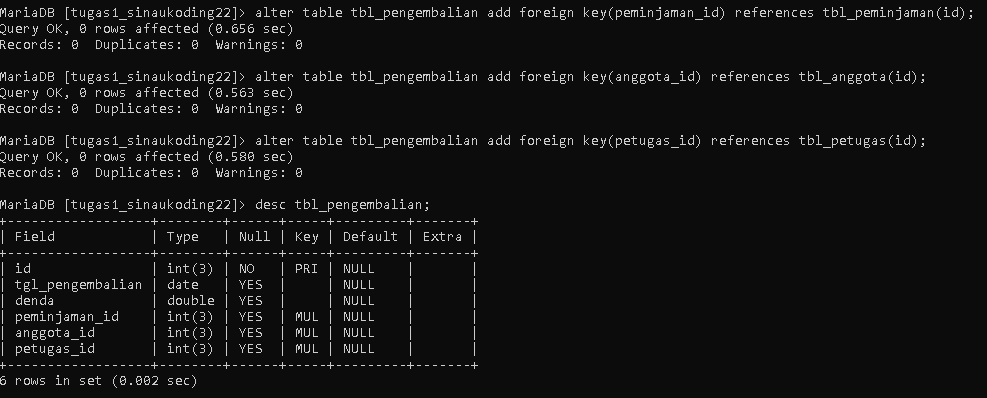 MariaDB [tugas1_sinaukoding22]> alter table tbl_pengembalian add foreign key(peminjaman_id) references tbl_peminjaman(id);
Query OK, 0 rows affected (0.656 sec)
Records: 0  Duplicates: 0  Warnings: 0

MariaDB [tugas1_sinaukoding22]> alter table tbl_pengembalian add foreign key(anggota_id) references tbl_anggota(id);
Query OK, 0 rows affected (0.563 sec)
Records: 0  Duplicates: 0  Warnings: 0

MariaDB [tugas1_sinaukoding22]> alter table tbl_pengembalian add foreign key(petugas_id) references tbl_petugas(id);
Query OK, 0 rows affected (0.580 sec)
Records: 0  Duplicates: 0  Warnings: 0

MariaDB [tugas1_sinaukoding22]> desc tbl_pengembalian;
+------------------+--------+------+-----+---------+-------+
| Field            | Type   | Null | Key | Default | Extra |
+------------------+--------+------+-----+---------+-------+
| id               | int(3) | NO   | PRI | NULL    |       |
| tgl_pengembalian | date   | YES  |     | NULL    |       |
| denda            | double | YES  |     | NULL    |       |
| peminjaman_id    | int(3) | YES  | MUL | NULL    |       |
| anggota_id       | int(3) | YES  | MUL | NULL    |       |
| petugas_id       | int(3) | YES  | MUL | NULL    |       |
+------------------+--------+------+-----+---------+-------+
6 rows in set (0.002 sec)